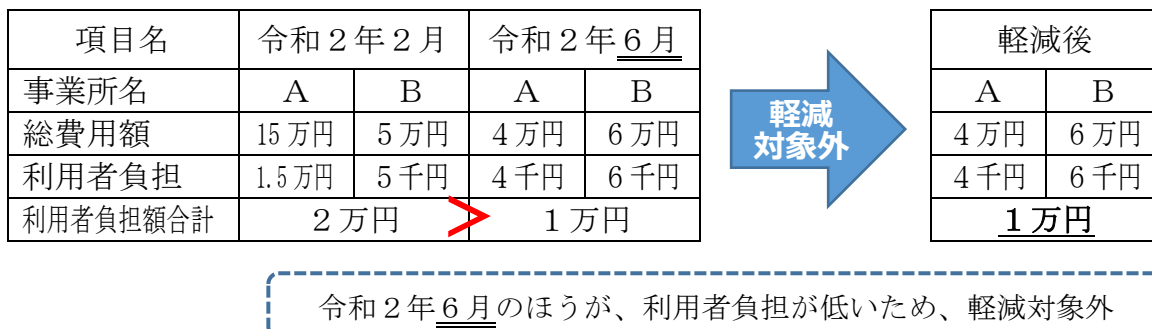 項目名 令和２年２月 令和２年６月 軽減後
事業所名 Ａ Ｂ Ａ Ｂ Ａ Ｂ
総費用額 15万円 ５万円 ４万円 ６万円 ４万円 ６万円
利用者負担 1.5万円 ５千円 ４千円 ６千円 ４千円 ６千円
利用者負担額合計 ２万円 > １万円 １万円
軽減
対象外
令和２年６月のほうが、利用者負担が低いため、軽減対象外